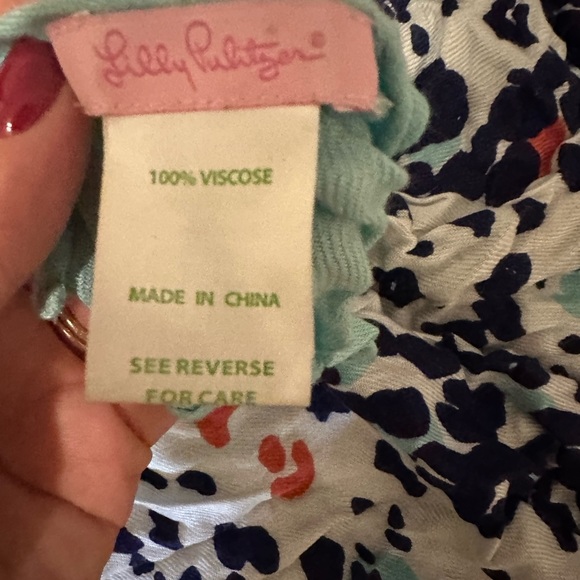 Lilly Pulitzer®
100% VISCOSE
MADE IN CHINA
SEE REVERSE
FOR CARE